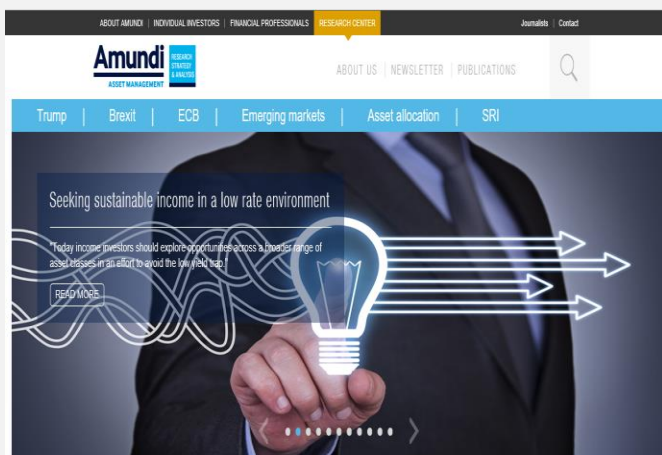 ABOUT AMUNDI | INDIVIDUAL INVESTORS | FINANCIAL PROFESSIONALS RESEARCH CENTER Journalists | Contact
Amundi
ASSET MANAGEMENT
RESEARCH
STRATEGY
& ANALYSIS
ABOUT US | NEWSLETTER | PUBLICATIONS
Trump | Brexit | ECB | Emerging markets | Asset allocation | SRI
Seeking sustainable income in a low rate environment
"Today income investors should explore opportunities across a broader range of
asset classes in an effort to avoid the low yield trap."
READ MORE